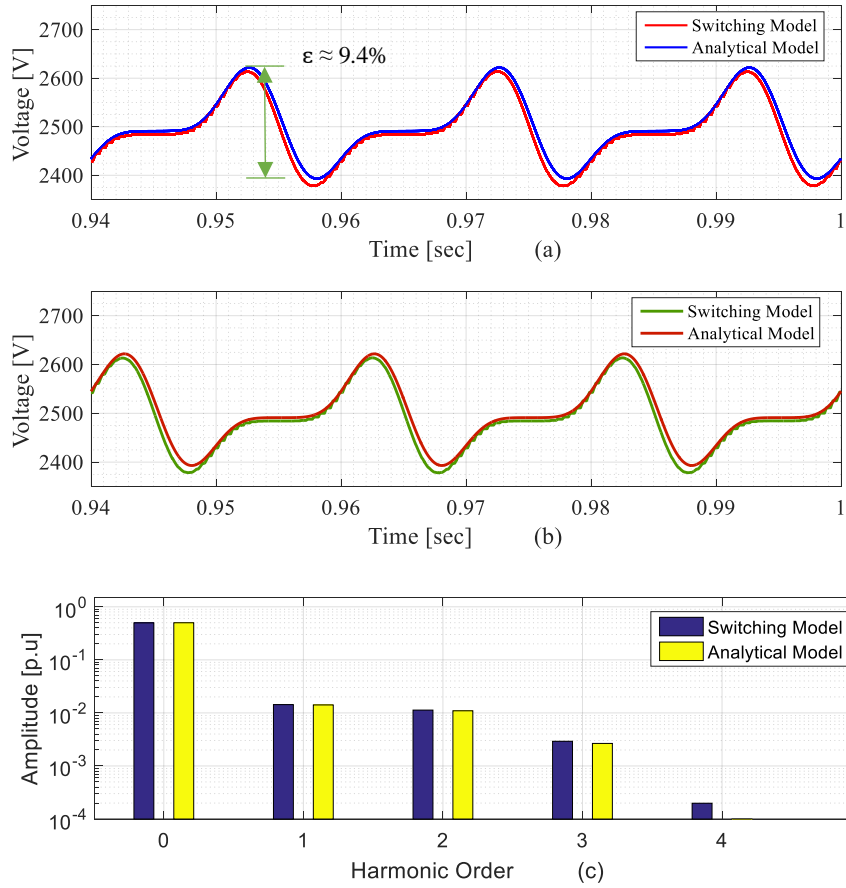 2700
2600
2500
2400
Voltage [V]
ε ≈ 9.4%
Switching Model
Analytical Model
0.94 0.95 0.96 0.97 0.98 0.99 1
Time [sec] (a)
2700
2600
2500
2400
Voltage [V]
Switching Model
Analytical Model
0.94 0.95 0.96 0.97 0.98 0.99 1
Time [sec] (b)
10^0
10^-1
10^-2
10^-3
10^-4
Amplitude [p.u]
Switching Model
Analytical Model
0 1 2 3 4
Harmonic Order (c)